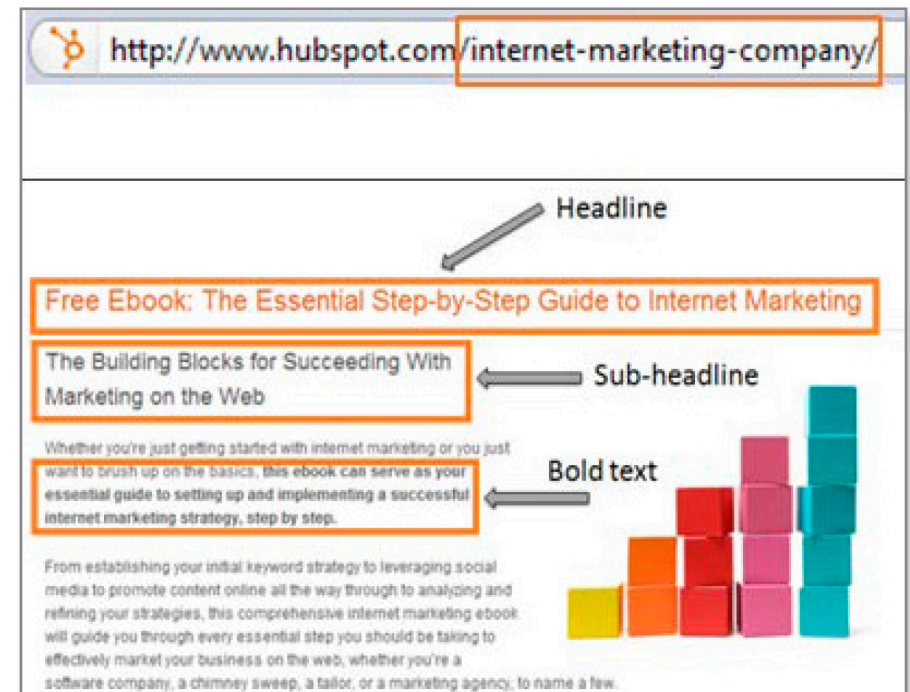 http://www.hubspot.com/internet-marketing-company/
Headline
Free Ebook: The Essential Step-by-Step Guide to Internet Marketing
The Building Blocks for Succeeding With
Marketing on the Web
Sub-headline
Whether you're just getting started with internet marketing or you just
want to brush up on the basics, this ebook can serve as your
essential guide to setting up and implementing a successful
internet marketing strategy, step by step.
Bold text
From establishing your initial keyword strategy to leveraging social
media to promote content online all the way through to analyzing and
refining your strategies, this comprehensive internet marketing ebook
will guide you through every essential step you should be taking to
effectively market your business on the web, whether you're a
software company, a chimney sweep, a tailor, or a marketing agency, to name a few.